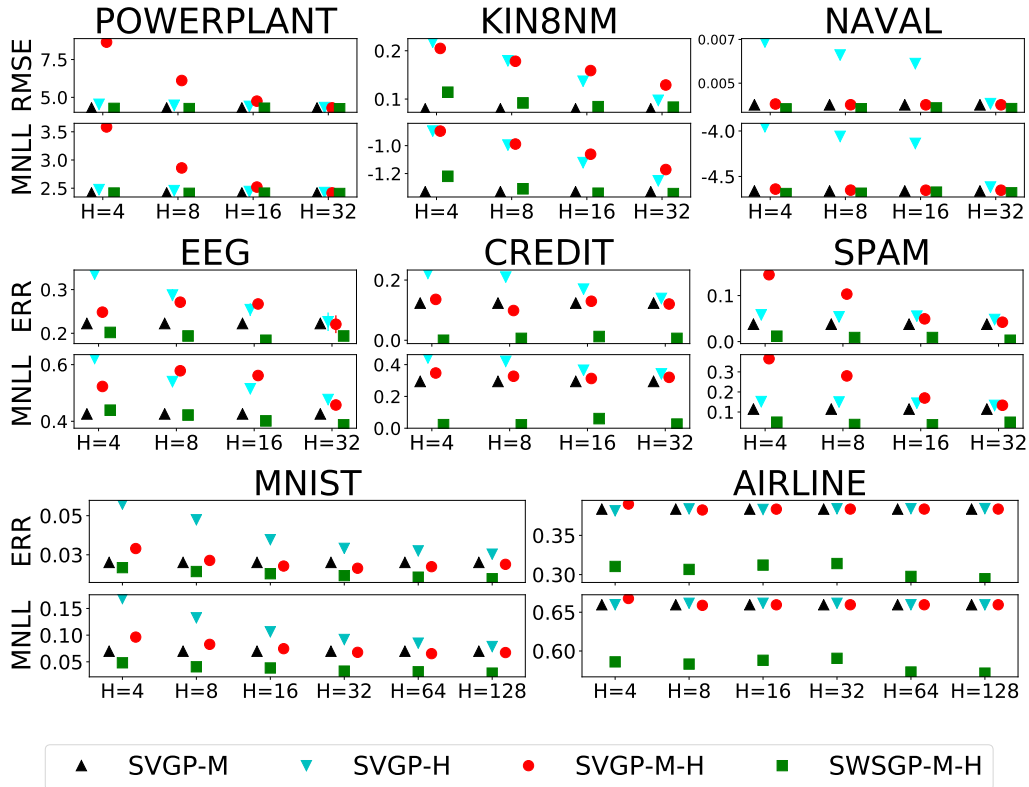 POWERPLANT KIN8NM NAVAL
RMSE 7.5 5.0 0.2 0.1 0.007 0.005
MNLL 3.5 3.0 2.5 -1.0 -1.2 -4.0 -4.5
H=4 H=8 H=16 H=32 H=4 H=8 H=16 H=32 H=4 H=8 H=16 H=32
EEG CREDIT SPAM
ERR 0.3 0.2 0.2 0.0 0.1 0.0
MNLL 0.6 0.4 0.4 0.2 0.0 0.3 0.2 0.1
H=4 H=8 H=16 H=32 H=4 H=8 H=16 H=32 H=4 H=8 H=16 H=32
MNIST AIRLINE
ERR 0.05 0.03 0.35 0.30
MNLL 0.15 0.10 0.05 0.65 0.60
H=4 H=8 H=16 H=32 H=64 H=128 H=4 H=8 H=16 H=32 H=64 H=128
SVGP-M SVGP-H SVGP-M-H SWSGP-M-H